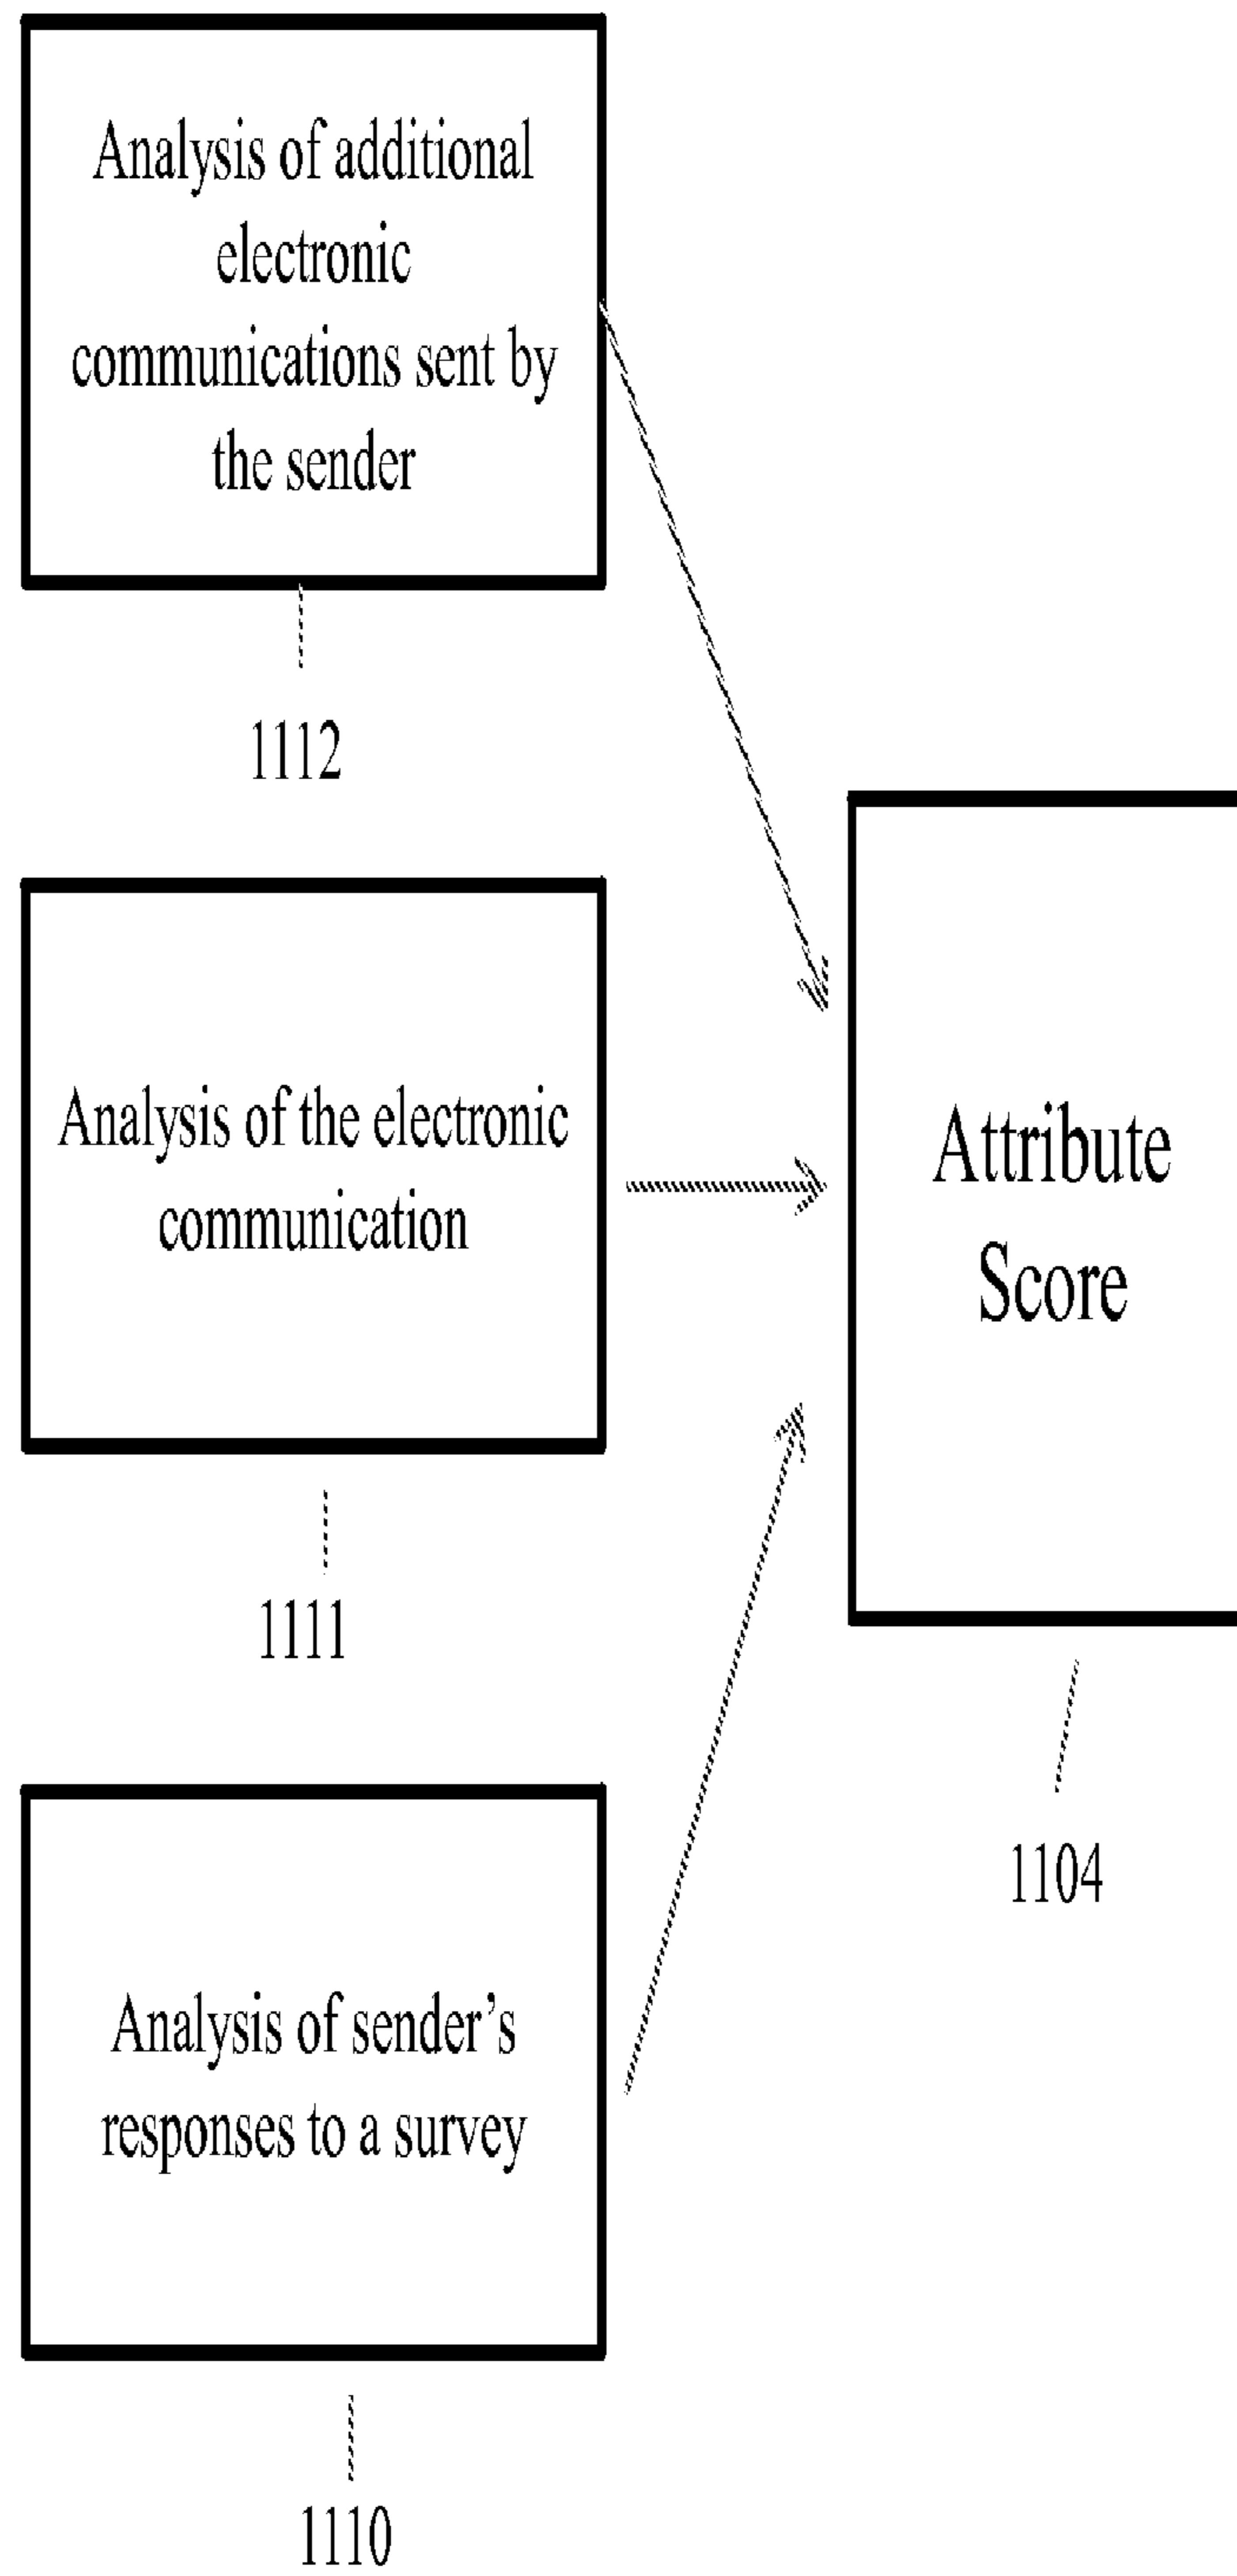 Analysis of additional
electronic
communications sent by
the sender
1112
Analysis of the electronic
communication
1111
Attribute
Score
1104
Analysis of sender’s
responses to a survey
1110